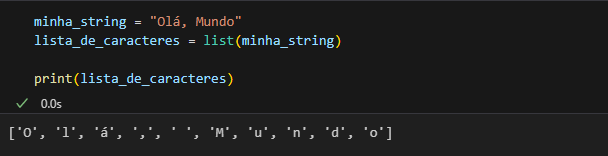 minha_string = "Olá, Mundo"
lista_de_caracteres = list(minha_string)
print(lista_de_caracteres)
0.0s
['O', 'l', 'á', ',', ' ', 'M', 'u', 'n', 'd', 'o']